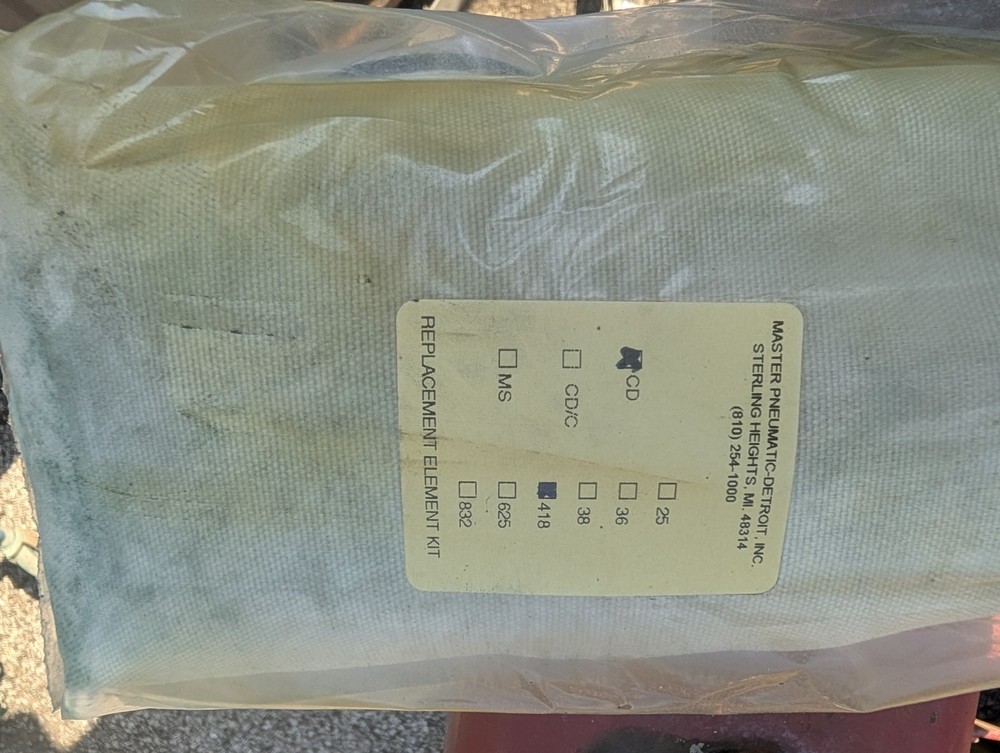 MASTER PNEUMATIC-DETROIT, INC.
STERLING HEIGHTS, MI. 48314
(810) 254-1000
CD
CD/C
MS
25
36
38
418
625
832
REPLACEMENT ELEMENT KIT